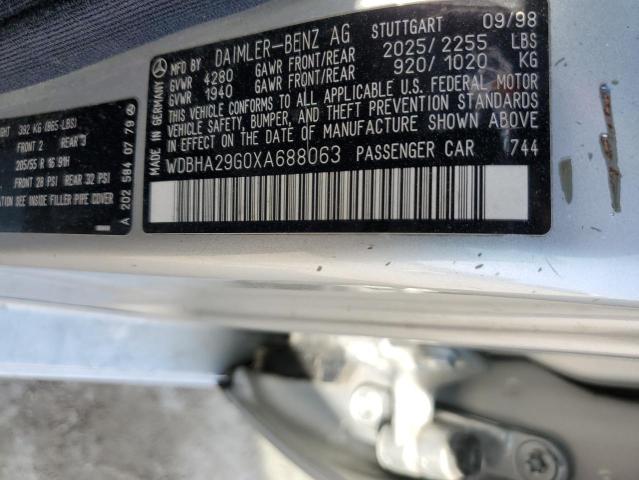 MADE IN GERMANY
MFD BY DAIMLER-BENZ AG STUTTGART 09/98
GVWR 4280 GAWR FRONT/REAR 2025/2255 LBS
GVWR 1940 GAWR FRONT/REAR 920/1020 KG
THIS VEHICLE CONFORMS TO ALL APPLICABLE U.S. FEDERAL MOTOR
VEHICLE SAFETY, BUMPER, AND THEFT PREVENTION STANDARDS
IN EFFECT ON THE DATE OF MANUFACTURE SHOWN ABOVE.
WDBHA29G0XA688063 PASSENGER CAR 744
392 KG (865-LBS)
FRONT 2 REAR 3
205/55 R 16 91H
FRONT 28 PSI REAR 32 PSI
SEE INSIDE FILLER PIPE COVER
A 202 584 07 79